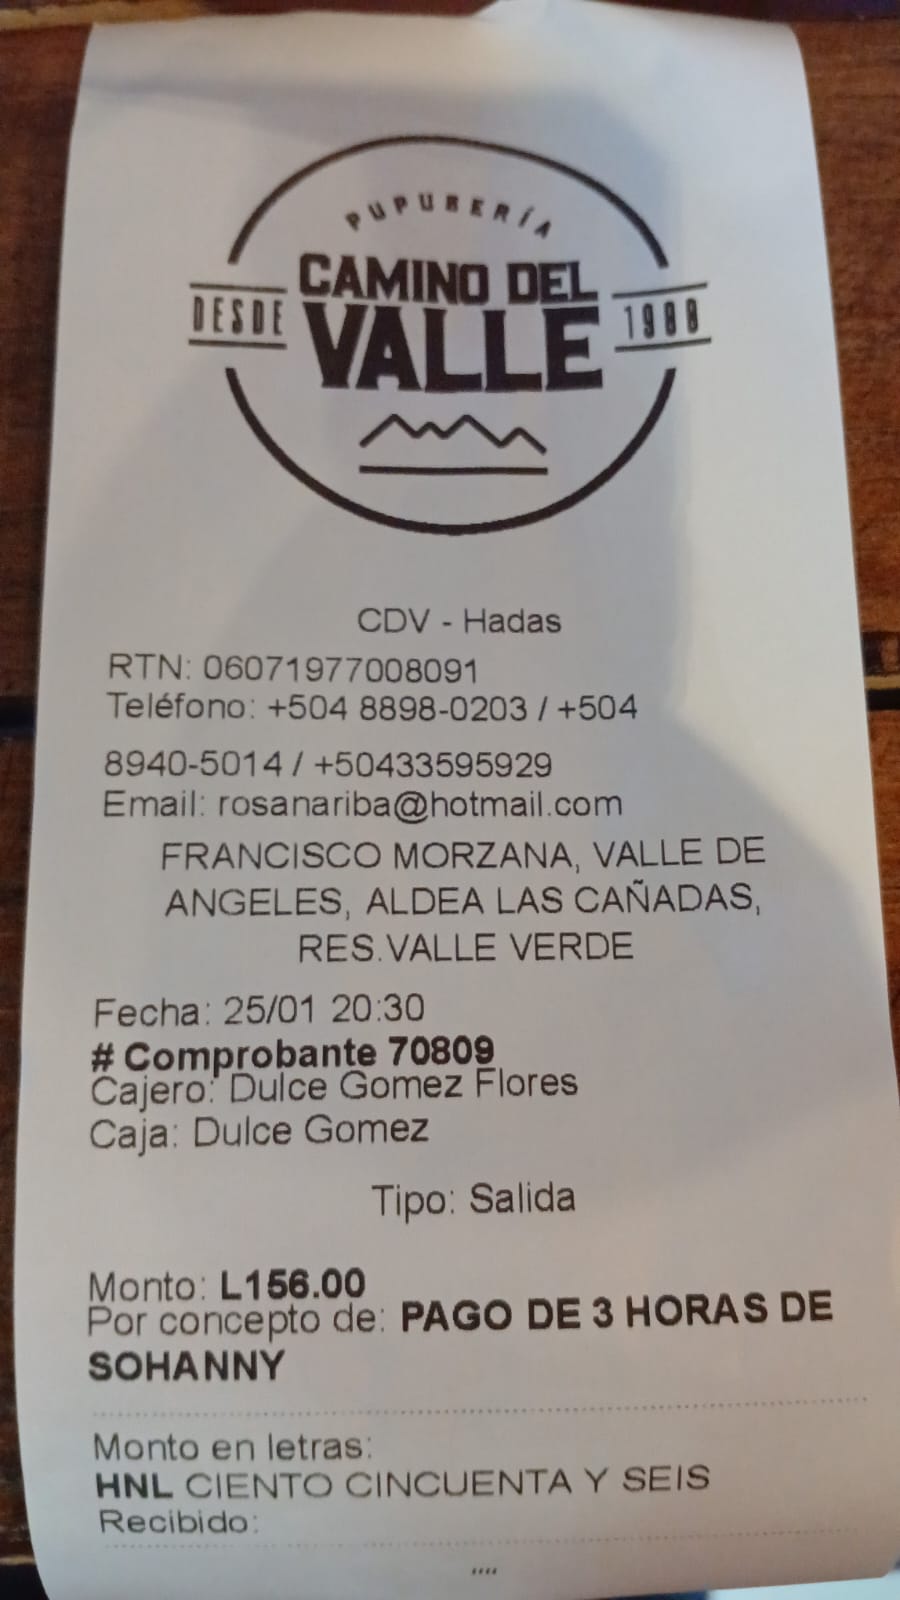 PUPUSERÍA
CAMINO DEL
DESDE VALLE 1988
CDV - Hadas
RTN: 06071977008091
Teléfono: +504 8898-0203 / +504
8940-5014 / +50433595929
Email: rosanariba@hotmail.com
FRANCISCO MORZANA, VALLE DE
ANGELES, ALDEA LAS CAÑADAS,
RES.VALLE VERDE
Fecha: 25/01 20:30
# Comprobante 70809
Cajero: Dulce Gomez Flores
Caja: Dulce Gomez
Tipo: Salida
Monto: L156.00
Por concepto de: PAGO DE 3 HORAS DE
SOHANNY
Monto en letras:
HNL CIENTO CINCUENTA Y SEIS
Recibido: